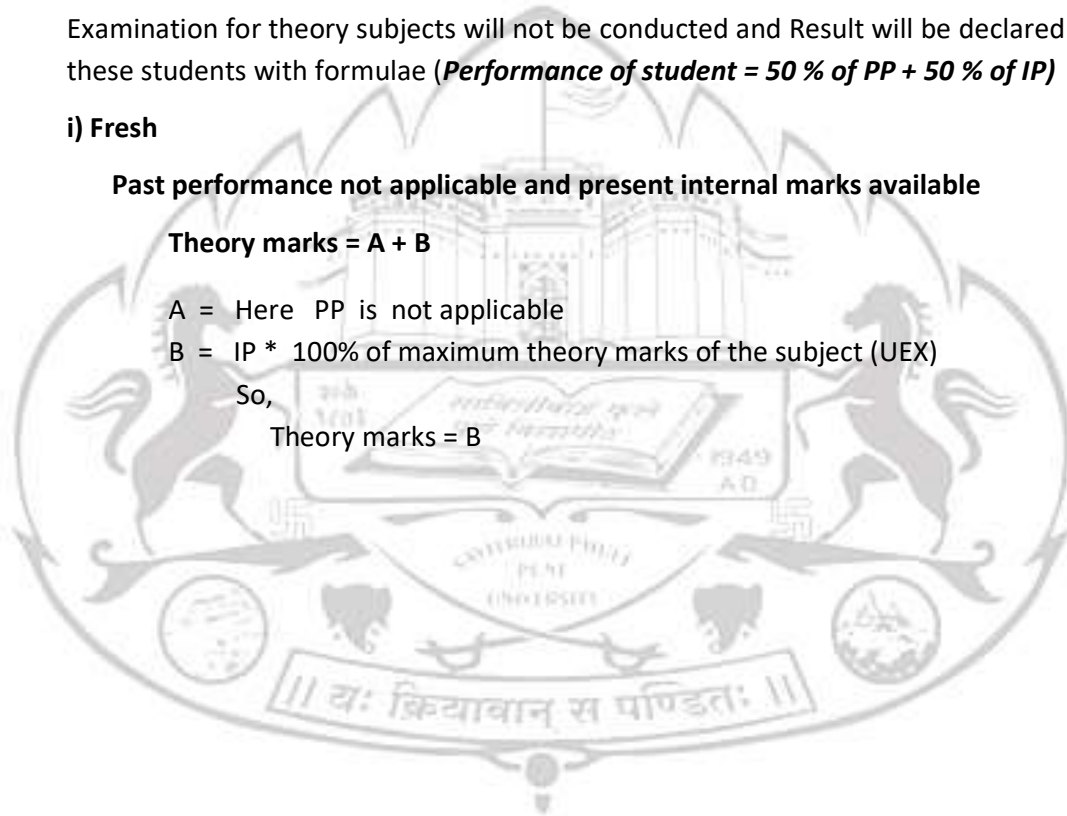 Examination for theory subjects will not be conducted and Result will be declared
these students with formulae (Performance of student = 50 % of PP + 50 % of IP)
i) Fresh
Past performance not applicable and present internal marks available
Theory marks = A + B
A = Here PP is not applicable
B = IP * 100% of maximum theory marks of the subject (UEX)
So,
Theory marks = B
1949
A D
PUNE
UNIVERSITY
|| यः क्रियावान् स पण्डितः ||